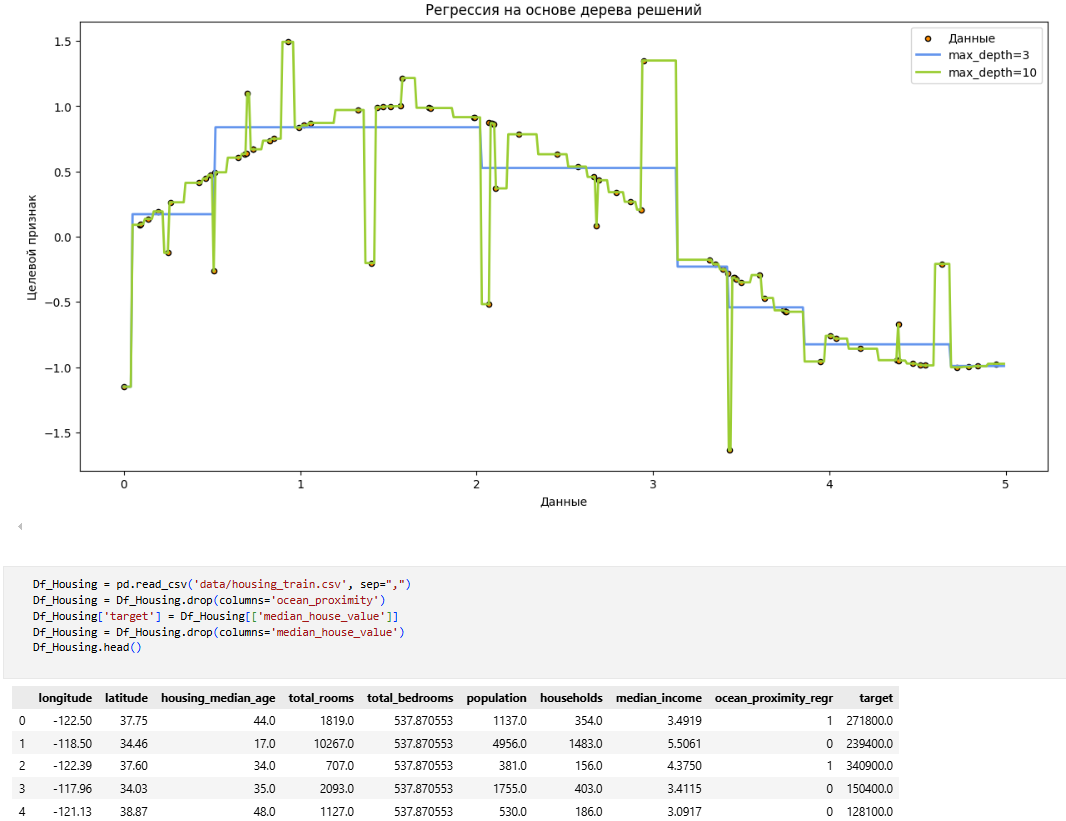 Регрессия на основе дерева решений
Данные
max_depth=3
max_depth=10
1.5
1.0
0.5
0.0
−0.5
−1.0
−1.5
Целевой признак
0 1 2 3 4 5
Данные
Df_Housing = pd.read_csv('data/housing_train.csv', sep=",")
Df_Housing = Df_Housing.drop(columns='ocean_proximity')
Df_Housing['target'] = Df_Housing[['median_house_value']]
Df_Housing = Df_Housing.drop(columns='median_house_value')
Df_Housing.head()
longitude latitude housing_median_age total_rooms total_bedrooms population households median_income ocean_proximity_regr target
0 -122.50 37.75 44.0 1819.0 537.870553 1137.0 354.0 3.4919 1 271800.0
1 -118.50 34.46 17.0 10267.0 537.870553 4956.0 1483.0 5.5061 0 239400.0
2 -122.39 37.60 34.0 707.0 537.870553 381.0 156.0 4.3750 1 340900.0
3 -117.96 34.03 35.0 2093.0 537.870553 1755.0 403.0 3.4115 0 150400.0
4 -121.13 38.87 48.0 1127.0 537.870553 530.0 186.0 3.0917 0 128100.0